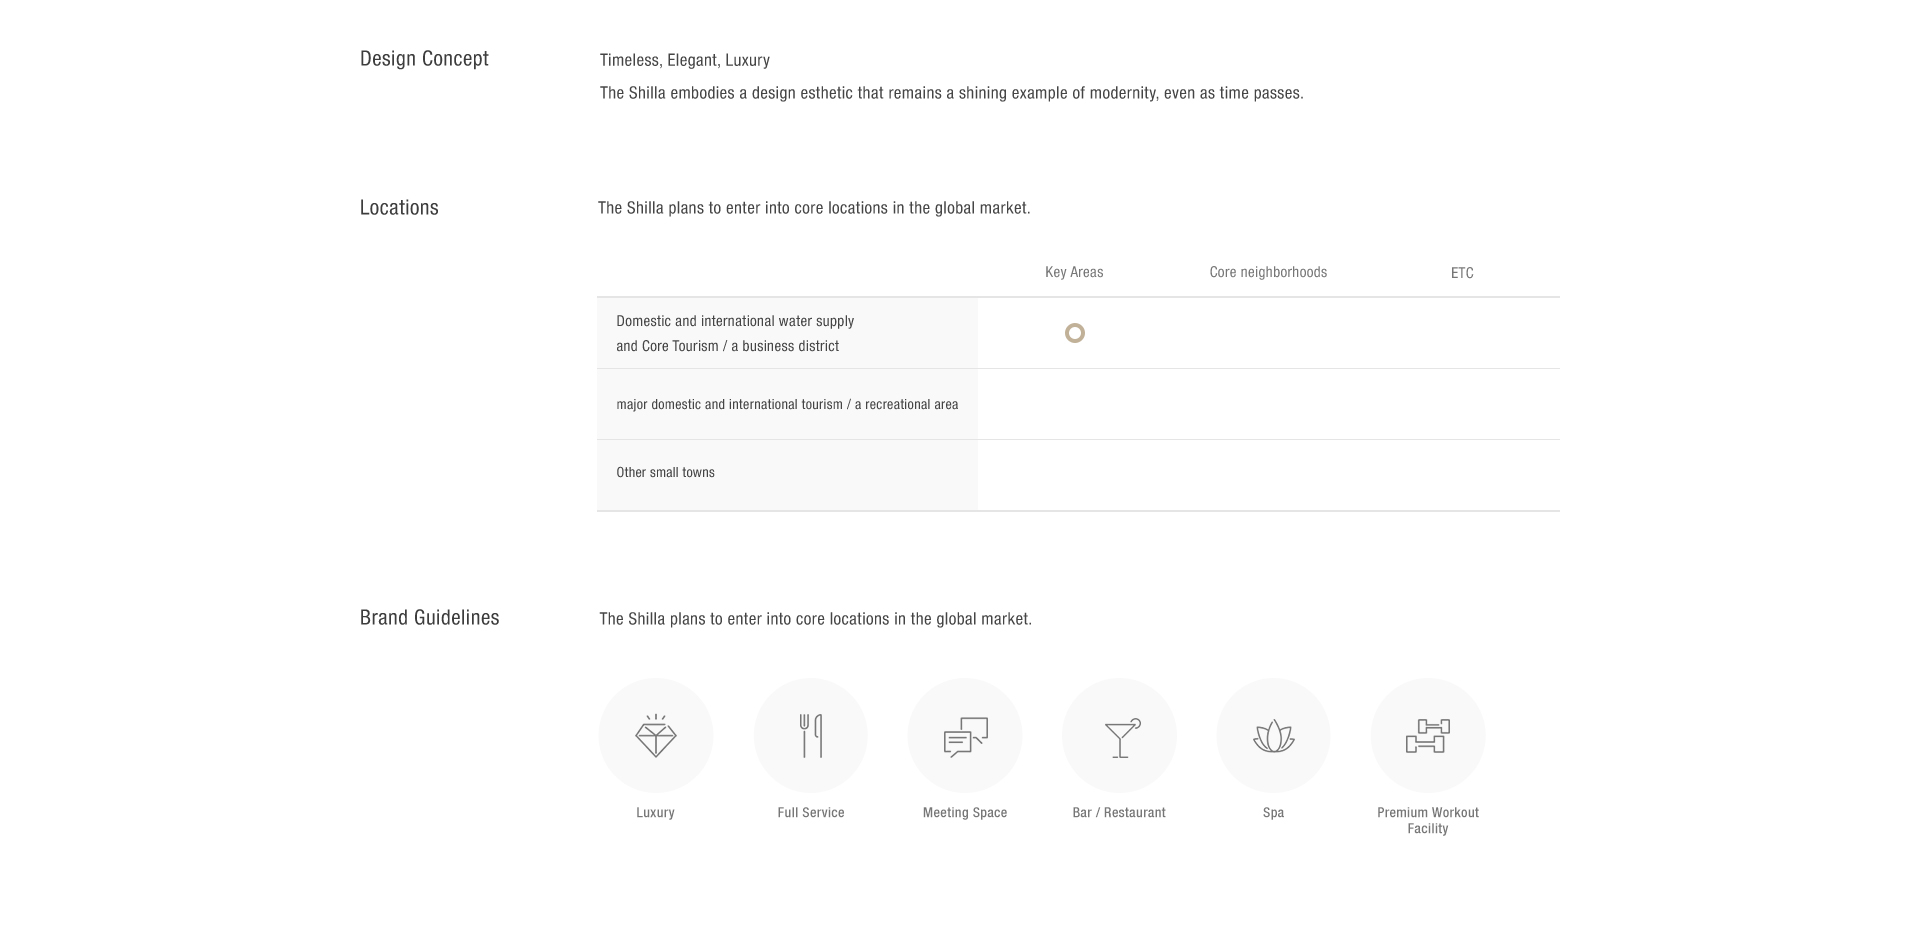 Design Concept
Timeless, Elegant, Luxury
The Shilla embodies a design esthetic that remains a shining example of modernity, even as time passes.
Locations
The Shilla plans to enter into core locations in the global market.
Key Areas
Core neighborhoods
ETC
Domestic and international water supply
and Core Tourism / a business district
major domestic and international tourism / a recreational area
Other small towns
Brand Guidelines
The Shilla plans to enter into core locations in the global market.
Luxury
Full Service
Meeting Space
Bar / Restaurant
Spa
Premium Workout
Facility